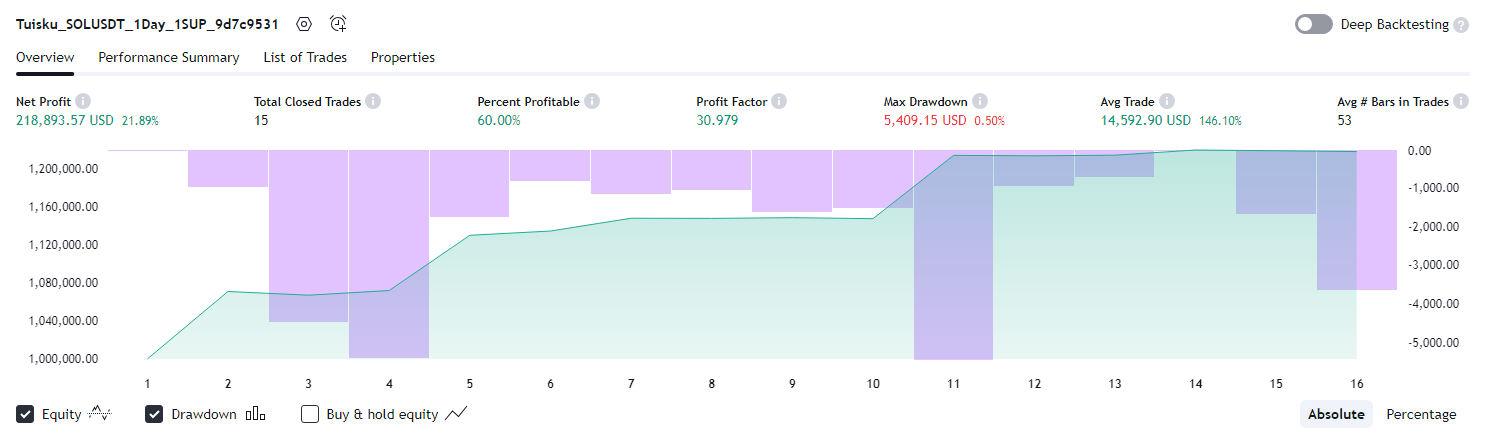 Tuisku_SOLUSDT_1Day_1SUP_9d7c9531 Deep Backtesting ?
Overview Performance Summary List of Trades Properties
Net Profit i Total Closed Trades i Percent Profitable i Profit Factor i Max Drawdown i Avg Trade i Avg # Bars in Trades i
218,893.57 USD 21.89% 15 60.00% 30.979 5,409.15 USD 0.50% 14,592.90 USD 146.10% 53
1,200,000.00
1,160,000.00
1,120,000.00
1,080,000.00
1,040,000.00
1,000,000.00
0.00
-1,000.00
-2,000.00
-3,000.00
-4,000.00
-5,000.00
1 2 3 4 5 6 7 8 9 10 11 12 13 14 15 16
Equity Drawdown Buy & hold equity Absolute Percentage